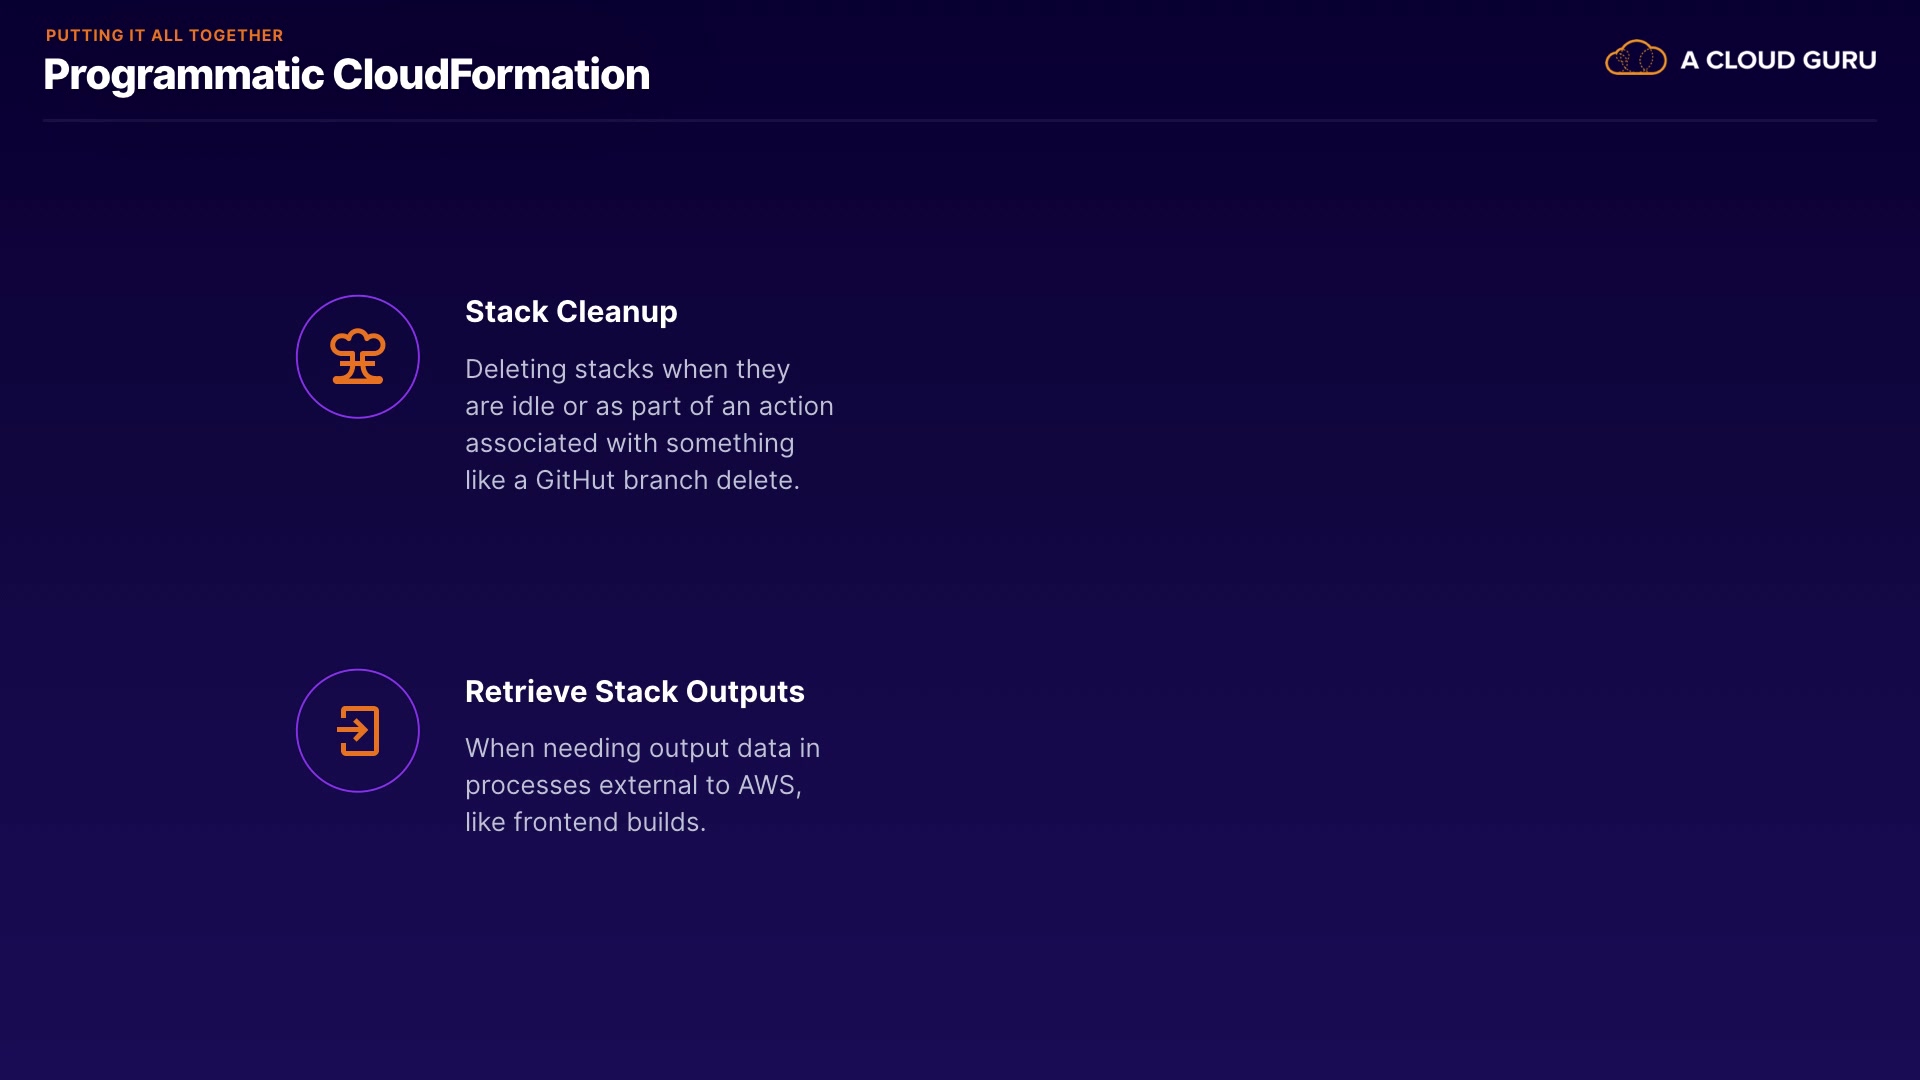 PUTTING IT ALL TOGETHER
Programmatic CloudFormation
A CLOUD GURU
Stack Cleanup
Deleting stacks when they
are idle or as part of an action
associated with something
like a GitHut branch delete.
Retrieve Stack Outputs
When needing output data in
processes external to AWS,
like frontend builds.